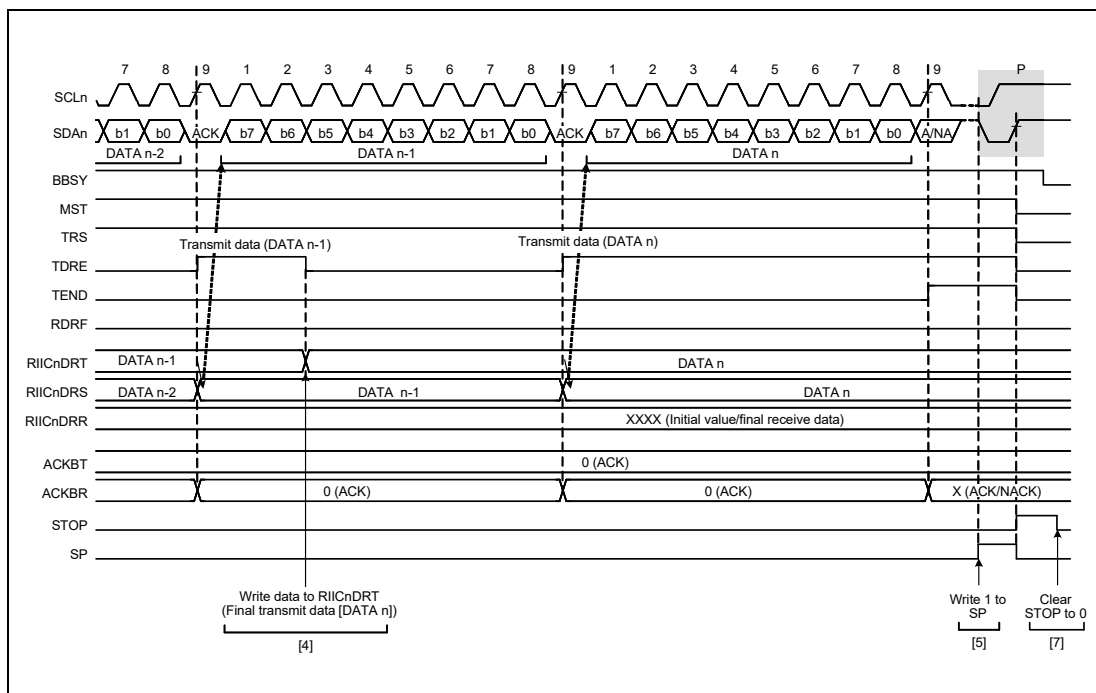 7 8 9 1 2 3 4 5 6 7 8 9 1 2 3 4 5 6 7 8 9 P
SCLn
SDAn b1 b0 ACK b7 b6 b5 b4 b3 b2 b1 b0 ACK b7 b6 b5 b4 b3 b2 b1 b0 A/NA
DATA n-2 DATA n-1 DATA n
BBSY
MST
TRS
Transmit data (DATA n-1) Transmit data (DATA n)
TDRE
TEND
RDRF
RIICnDRT DATA n-1 DATA n
RIICnDRS DATA n-2 DATA n-1 DATA n
RIICnDRR XXXX (Initial value/final receive data)
ACKBT 0 (ACK)
ACKBR 0 (ACK) 0 (ACK) X (ACK/NACK)
STOP
SP
Write data to RIICnDRT
(Final transmit data [DATA n])
[4]
Write 1 to
SP
[5]
Clear
STOP to 0
[7]